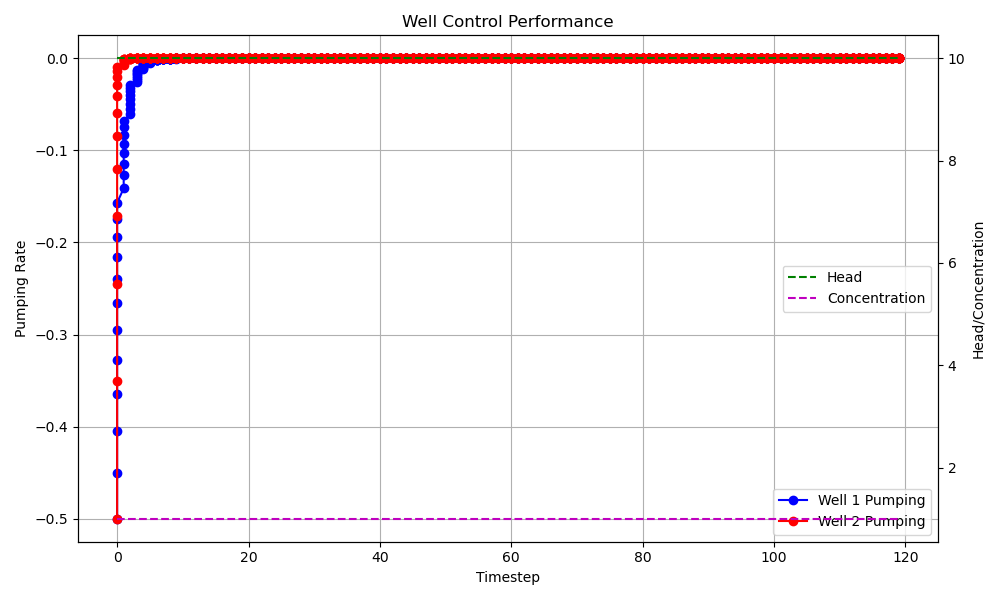 Well Control Performance
0.0
−0.1
−0.2
−0.3
−0.4
−0.5
Pumping Rate
10
8
6
4
2
Head/Concentration
Head
Concentration
Well 1 Pumping
Well 2 Pumping
0 20 40 60 80 100 120
Timestep